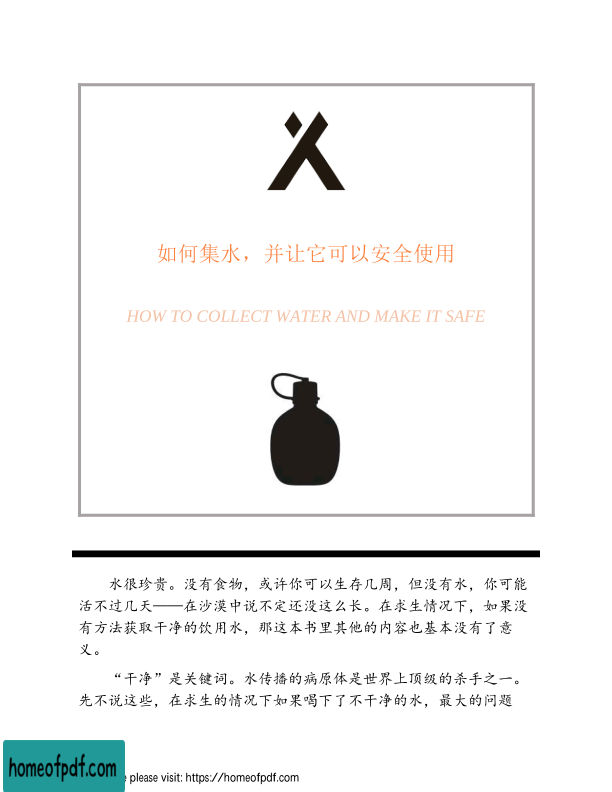 如何集水，并让它可以安全使用
HOW TO COLLECT WATER AND MAKE IT SAFE
水很珍贵。没有食物，或许你可以生存几周，但没有水，你可能
活不过几天——在沙漠中说不定还没这么长。在求生情况下，如果没
有方法获取干净的饮用水，那这本书里其他的内容也基本没有了意
义。
“干净”是关键词。水传播的病原体是世界上顶级的杀手之一。
先不说这些，在求生的情况下如果喝下了不干净的水，最大的问题
homeofpdf.com
please visit: https://homeofpdf.com